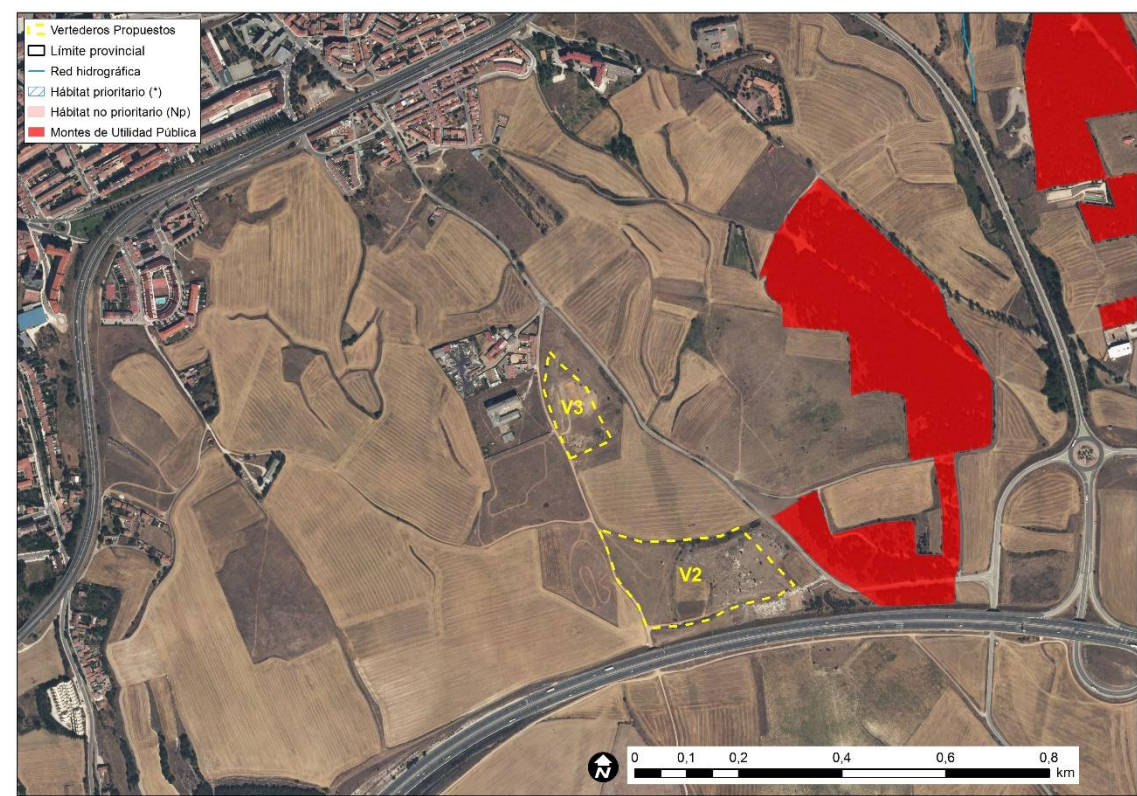 Vertederos Propuestos
Límite provincial
Red hidrográfica
Hábitat prioritario (*)
Hábitat no prioritario (Np)
Montes de Utilidad Pública
V3
V2
N
0 0,1 0,2 0,4 0,6 0,8
km